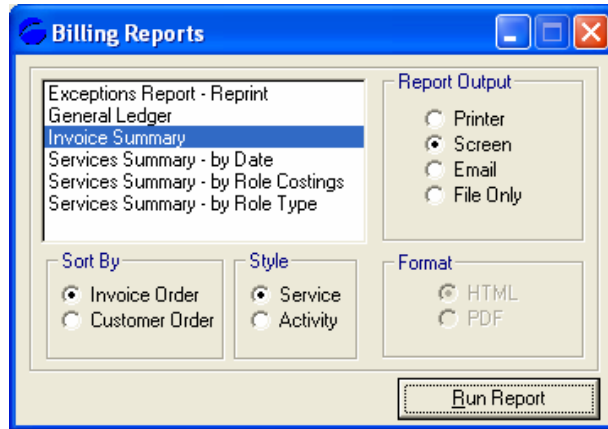 Billing Reports
Exceptions Report - Reprint
General Ledger
Invoice Summary
Services Summary - by Date
Services Summary - by Role Costings
Services Summary - by Role Type
Report Output
Printer
Screen
Email
File Only
Sort By
Invoice Order
Customer Order
Style
Service
Activity
Format
HTML
PDF
Run Report